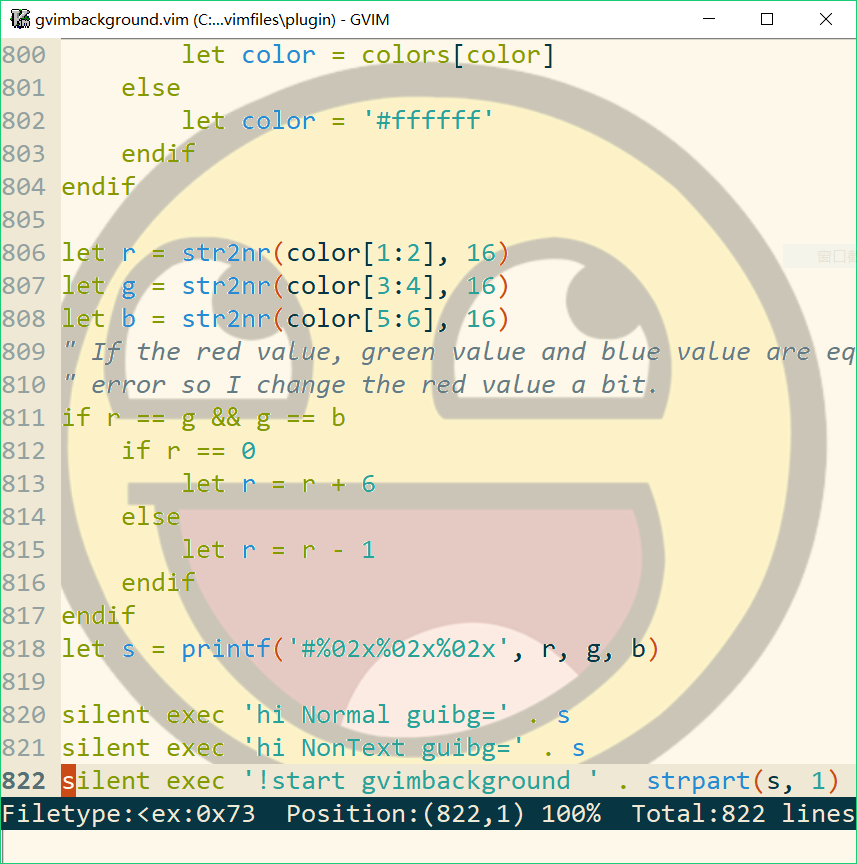 gvimbackground.vim (C:...vimfiles\plugin) - GVIM
800         let color = colors[color]
801     else
802         let color = '#ffffff'
803     endif
804 endif
805
806 let r = str2nr(color[1:2], 16)
807 let g = str2nr(color[3:4], 16)
808 let b = str2nr(color[5:6], 16)
809 " If the red value, green value and blue value are eq
810 " error so I change the red value a bit.
811 if r == g && g == b
812     if r == 0
813         let r = r + 6
814     else
815         let r = r - 1
816     endif
817 endif
818 let s = printf('#%02x%02x%02x', r, g, b)
819
820 silent exec 'hi Normal guibg=' . s
821 silent exec 'hi NonText guibg=' . s
822 silent exec '!start gvimbackground ' . strpart(s, 1)
Filetype:<ex:0x73  Position:(822,1) 100%  Total:822 lines